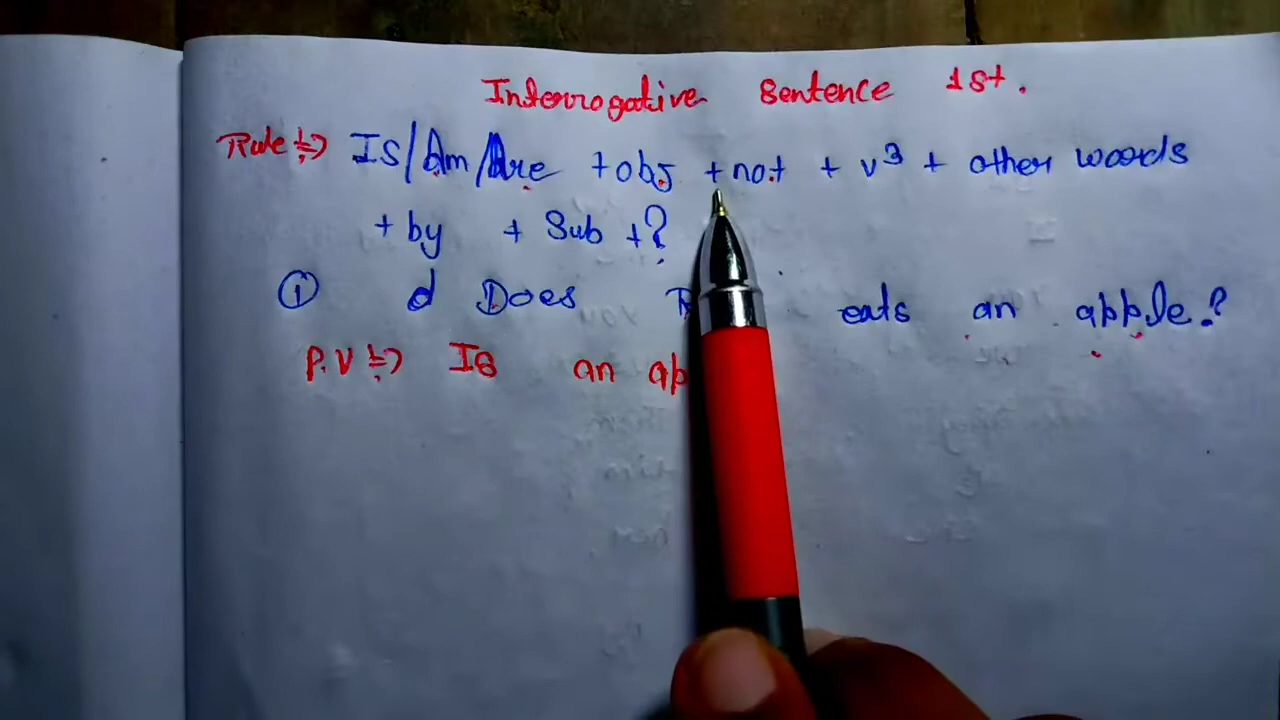 Interrogative Sentence 1st.
Rule => Is/Am/Are + obj + not + v3 + other woords
+ by + Sub + ?
① d Does eats an apple.?
P.V => Is an ap